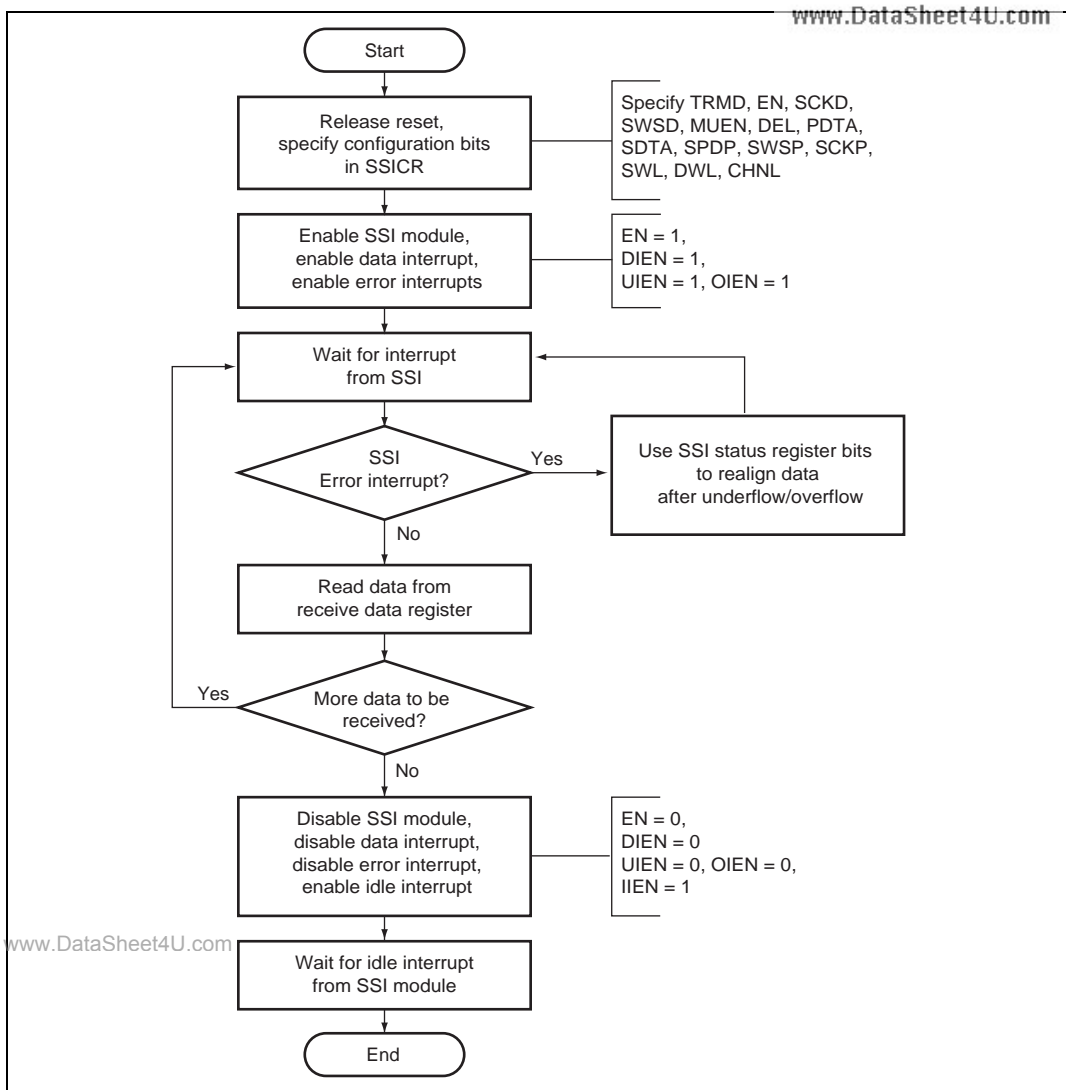 www.DataSheet4U.com
Start
Release reset,
specify configuration bits
in SSICR
Specify TRMD, EN, SCKD,
SWSD, MUEN, DEL, PDTA,
SDTA, SPDP, SWSP, SCKP,
SWL, DWL, CHNL
Enable SSI module,
enable data interrupt,
enable error interrupts
EN = 1,
DIEN = 1,
UIEN = 1, OIEN = 1
Wait for interrupt
from SSI
SSI
Error interrupt?
Yes
Use SSI status register bits
to realign data
after underflow/overflow
No
Read data from
receive data register
Yes
More data to be
received?
No
Disable SSI module,
disable data interrupt,
disable error interrupt,
enable idle interrupt
EN = 0,
DIEN = 0
UIEN = 0, OIEN = 0,
IIEN = 1
www.DataSheet4U.com
Wait for idle interrupt
from SSI module
End